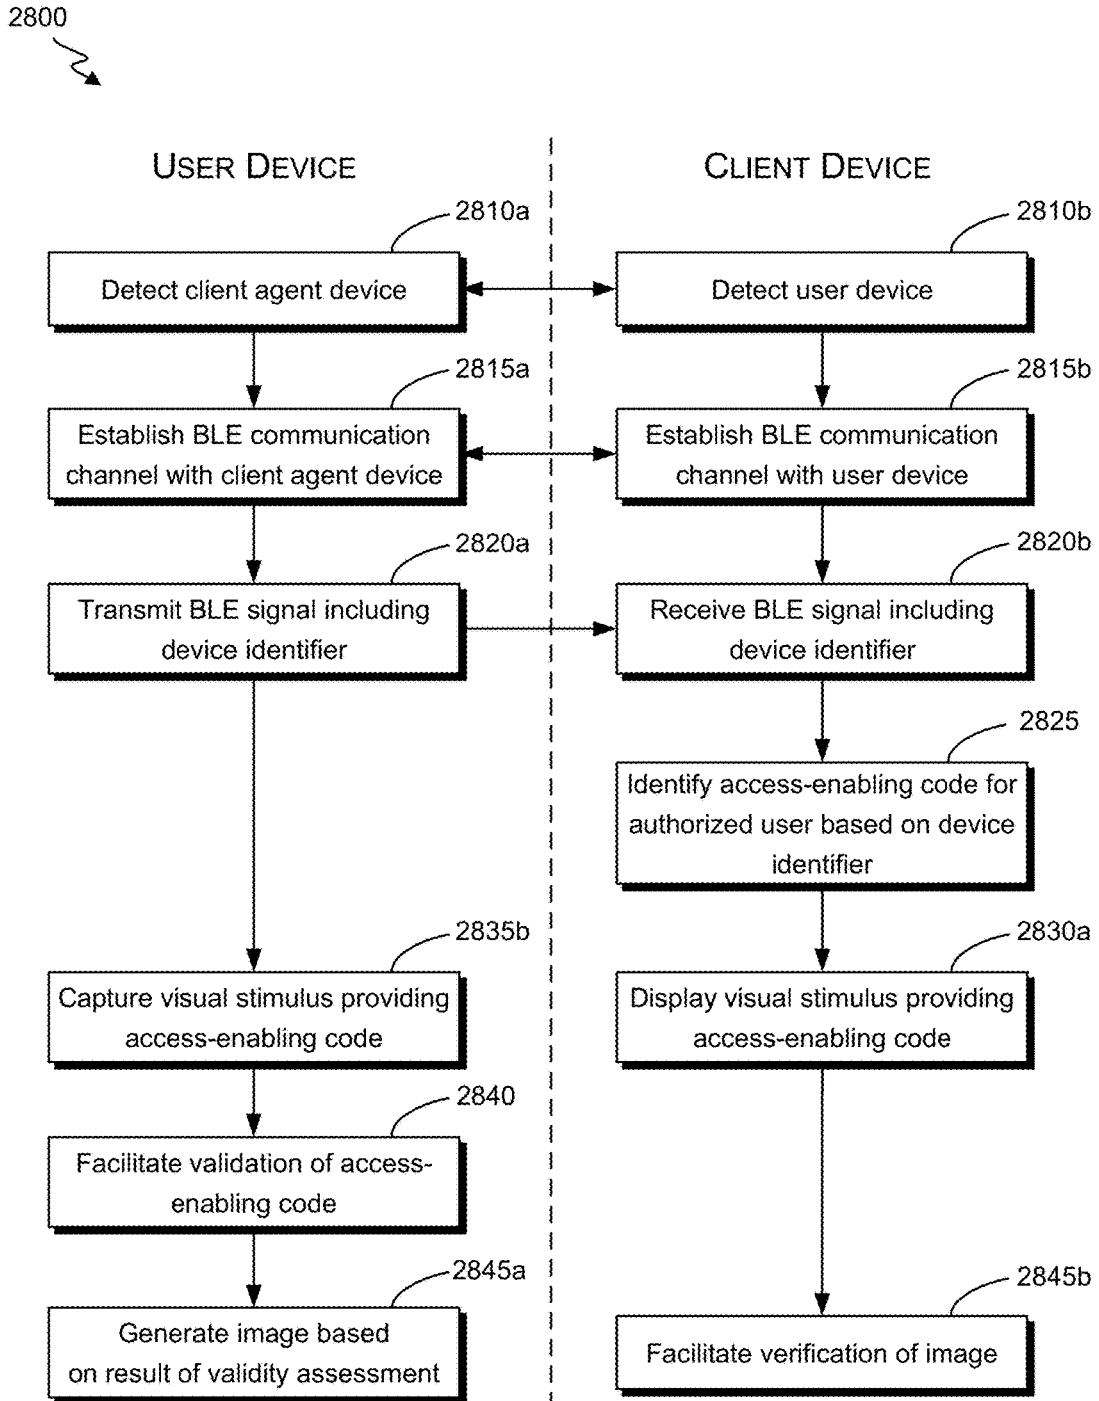 2800
USER DEVICE
CLIENT DEVICE
2810a
2810b
Detect client agent device
Detect user device
2815a
2815b
Establish BLE communication
channel with client agent device
Establish BLE communication
channel with user device
2820a
2820b
Transmit BLE signal including
device identifier
Receive BLE signal including
device identifier
2825
Identify access-enabling code for
authorized user based on device
identifier
2835b
2830a
Capture visual stimulus providing
access-enabling code
Display visual stimulus providing
access-enabling code
2840
Facilitate validation of access-
enabling code
2845a
2845b
Generate image based
on result of validity assessment
Facilitate verification of image